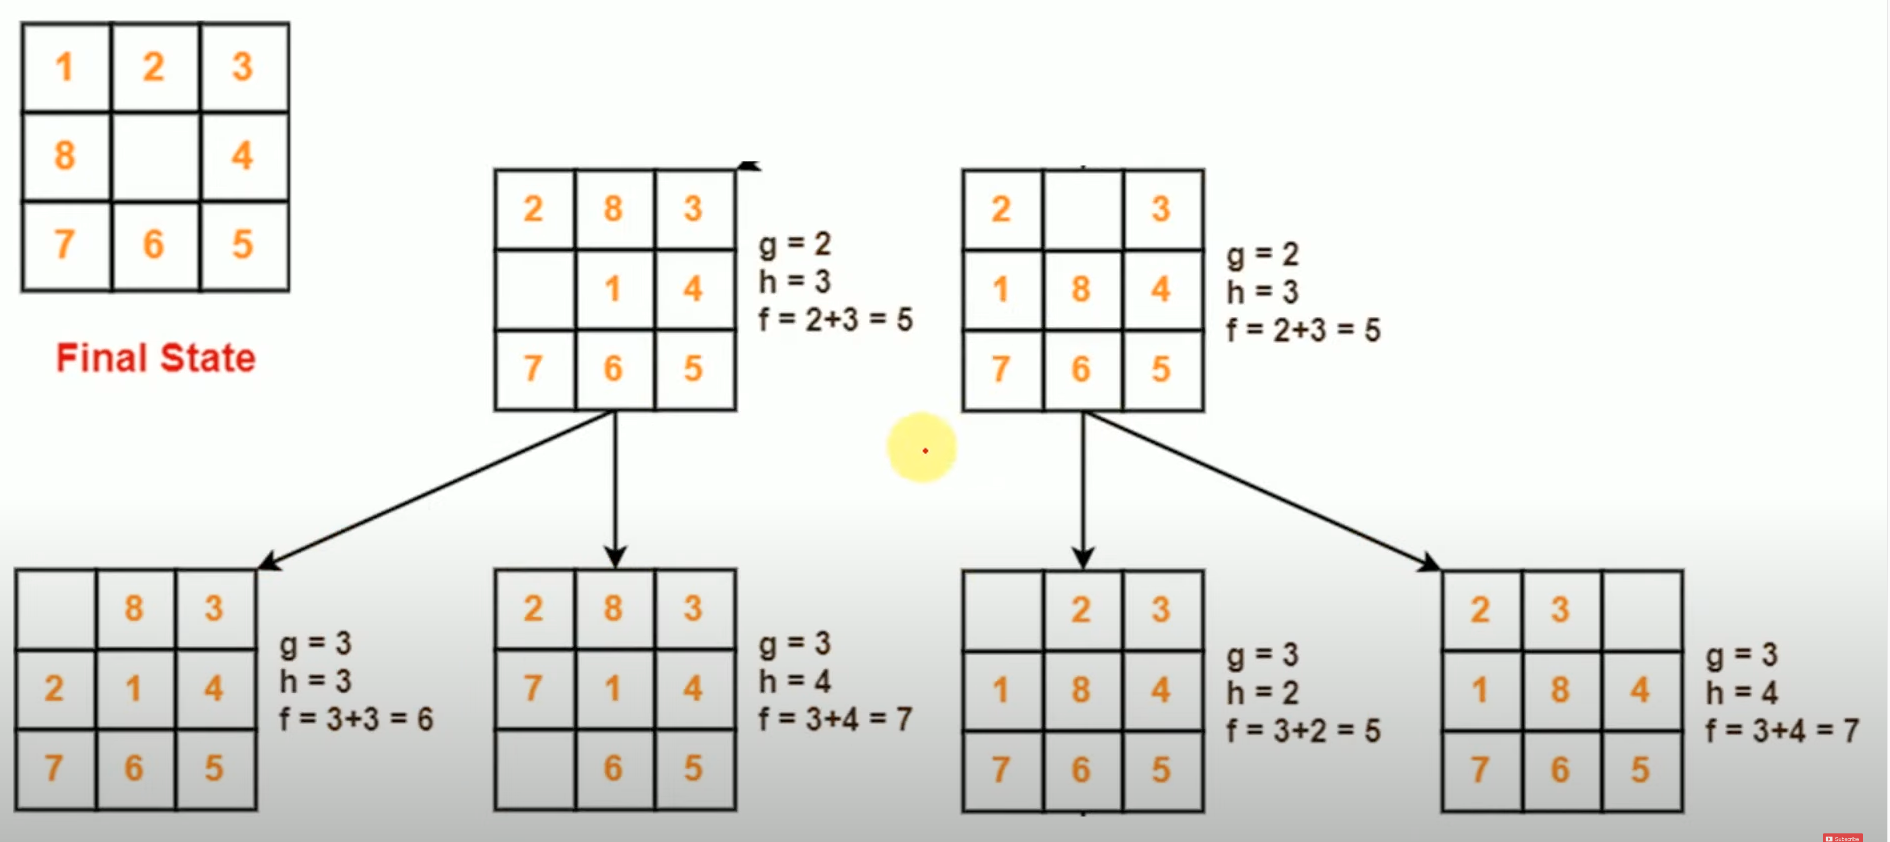 1 2 3
8 4
7 6 5
Final State
2 8 3
1 4
7 6 5
g = 2
h = 3
f = 2+3 = 5
2 3
1 8 4
7 6 5
g = 2
h = 3
f = 2+3 = 5
8 3
2 1 4
7 6 5
g = 3
h = 3
f = 3+3 = 6
2 8 3
7 1 4
6 5
g = 3
h = 4
f = 3+4 = 7
2 3
1 8 4
7 6 5
g = 3
h = 2
f = 3+2 = 5
2 3
1 8 4
7 6 5
g = 3
h = 4
f = 3+4 = 7
Subscribe